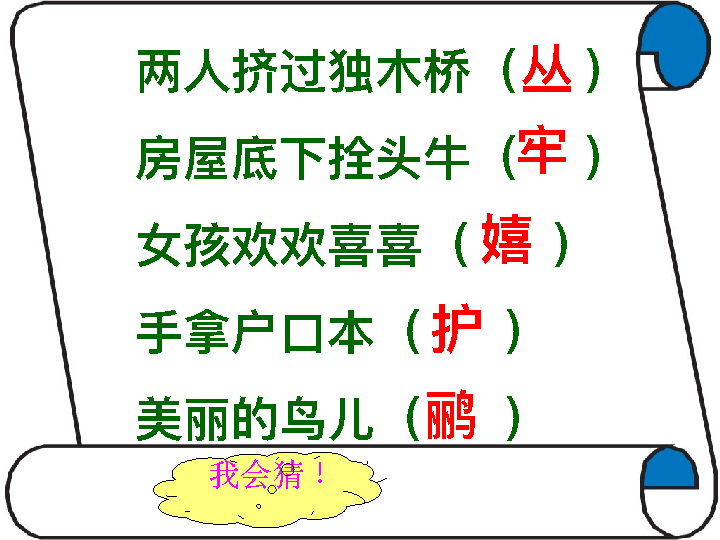 两人挤过独木桥（丛）
房屋底下拴头牛（牢）
女孩欢欢喜喜（嬉）
手拿户口本（护）
美丽的鸟儿（鹂）
我会猜！